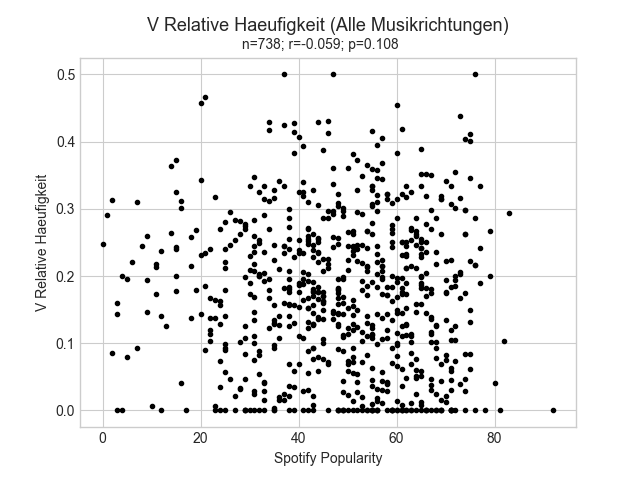 V Relative Haeufigkeit (Alle Musikrichtungen)
n=738; r=-0.059; p=0.108
0.5
0.4
0.3
0.2
0.1
0.0
V Relative Haeufigkeit
0 20 40 60 80
Spotify Popularity